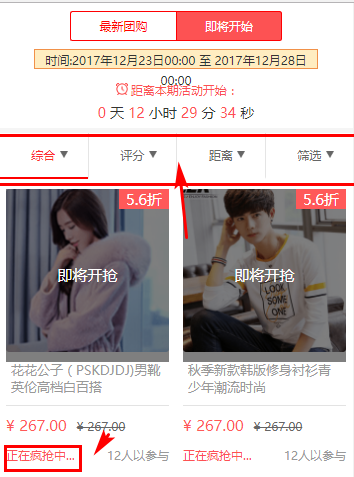 最新团购 即将开始
时间:2017年12月23日00:00 至 2017年12月28日
00:00
距离本期活动开始：
0 天 12 小时 29 分 34 秒
综合▼ 评分▼ 距离▼ 筛选▼
5.6折 5.6折
即将开抢 即将开抢
LOOK
SOME
ONE
花花公子（PSKDJDJ)男靴 秋季新款韩版修身衬衫青
英伦高档白百搭 少年潮流时尚
¥ 267.00 ¥ 267.00 ¥ 267.00 ¥ 267.00
正在疯抢中... 12人以参与 正在疯抢中... 12人以参与